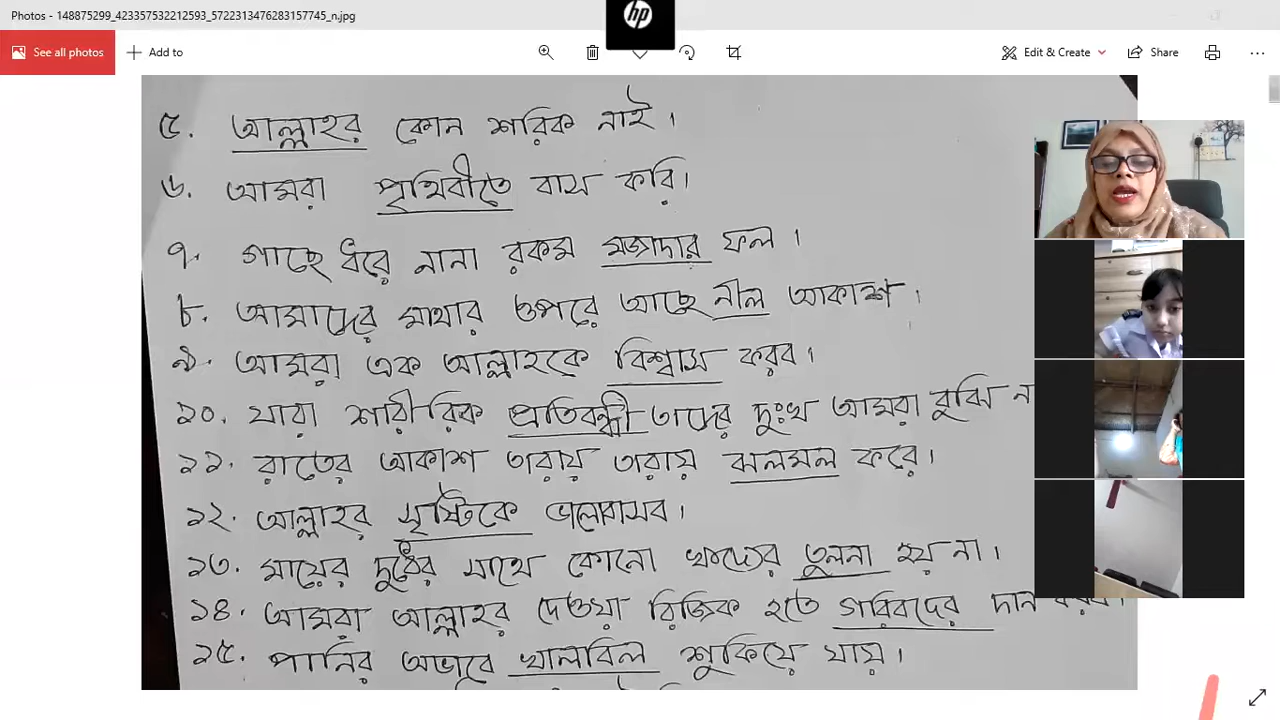 Photos - 148875299_423357532212593_5722313476283157745_n.jpg
hp
See all photos
Add to
Edit & Create
Share
৫. আল্লাহর কোন শরিক নাই।
৬. আমরা পৃথিবীতে বাস করি।
৭. গাছে ধরে নানা রকম মজাদার ফল।
৮. আমাদের মাথার ওপরে আছে নীল আকাশ।
৯. আমরা এক আল্লাহকে বিশ্বাস করব।
১০. যারা শারীরিক প্রতিবন্ধী তাদের দুঃখ আমরা বুঝি
১১. রাতের আকাশ তারায় তারায় ঝলমল করে।
১২. আল্লাহর সৃষ্টিকে ভালোবাসব।
১৩. মায়ের দুধের সাথে কোনো খাদ্যের তুলনা হয় না।
১৪. আমরা আল্লাহর দেওয়া রিজিক হতে গরিবদের দান করব।
১৫. পানির অভাবে খালবিল শুকিয়ে যায়।